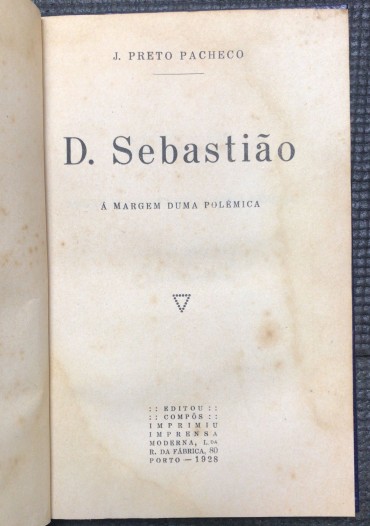 J. PRETO PACHECO
D. Sebastião
Á MARGEM DUMA POLÉMICA
:: EDITOU ::
:: COMPÔS ::
IMPRIMIU
IMPRENSA
MODERNA, L.DA
R. DA FÁBRICA, 80
PORTO — 1928